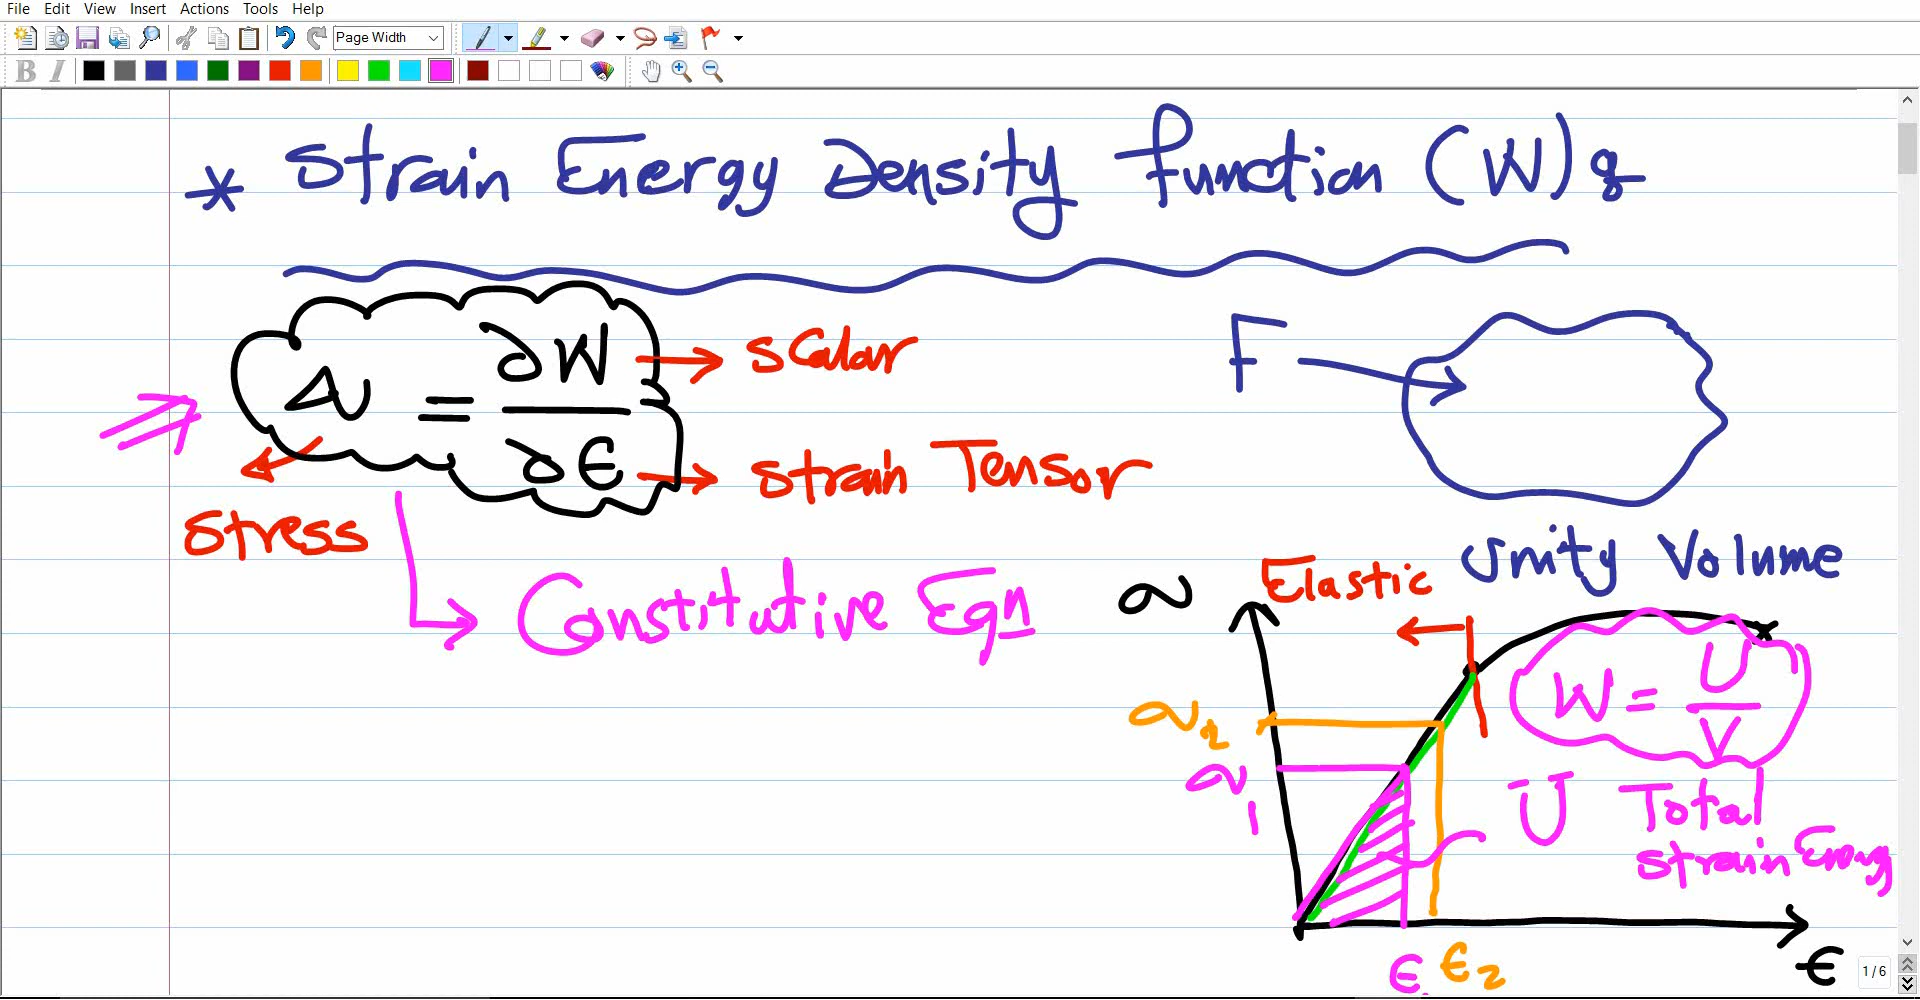 File Edit View Insert Actions Tools Help
Page Width
B I
* Strain Energy Density function (W) :
σ = ∂W / ∂ϵ
scalar
strain Tensor
stress
Constitutive Eqn
F
Unity Volume
σ
Elastic
W = U / V
σ2
σ1
U Total
strain Energy
ϵ1 ϵ2
ϵ
1 / 6